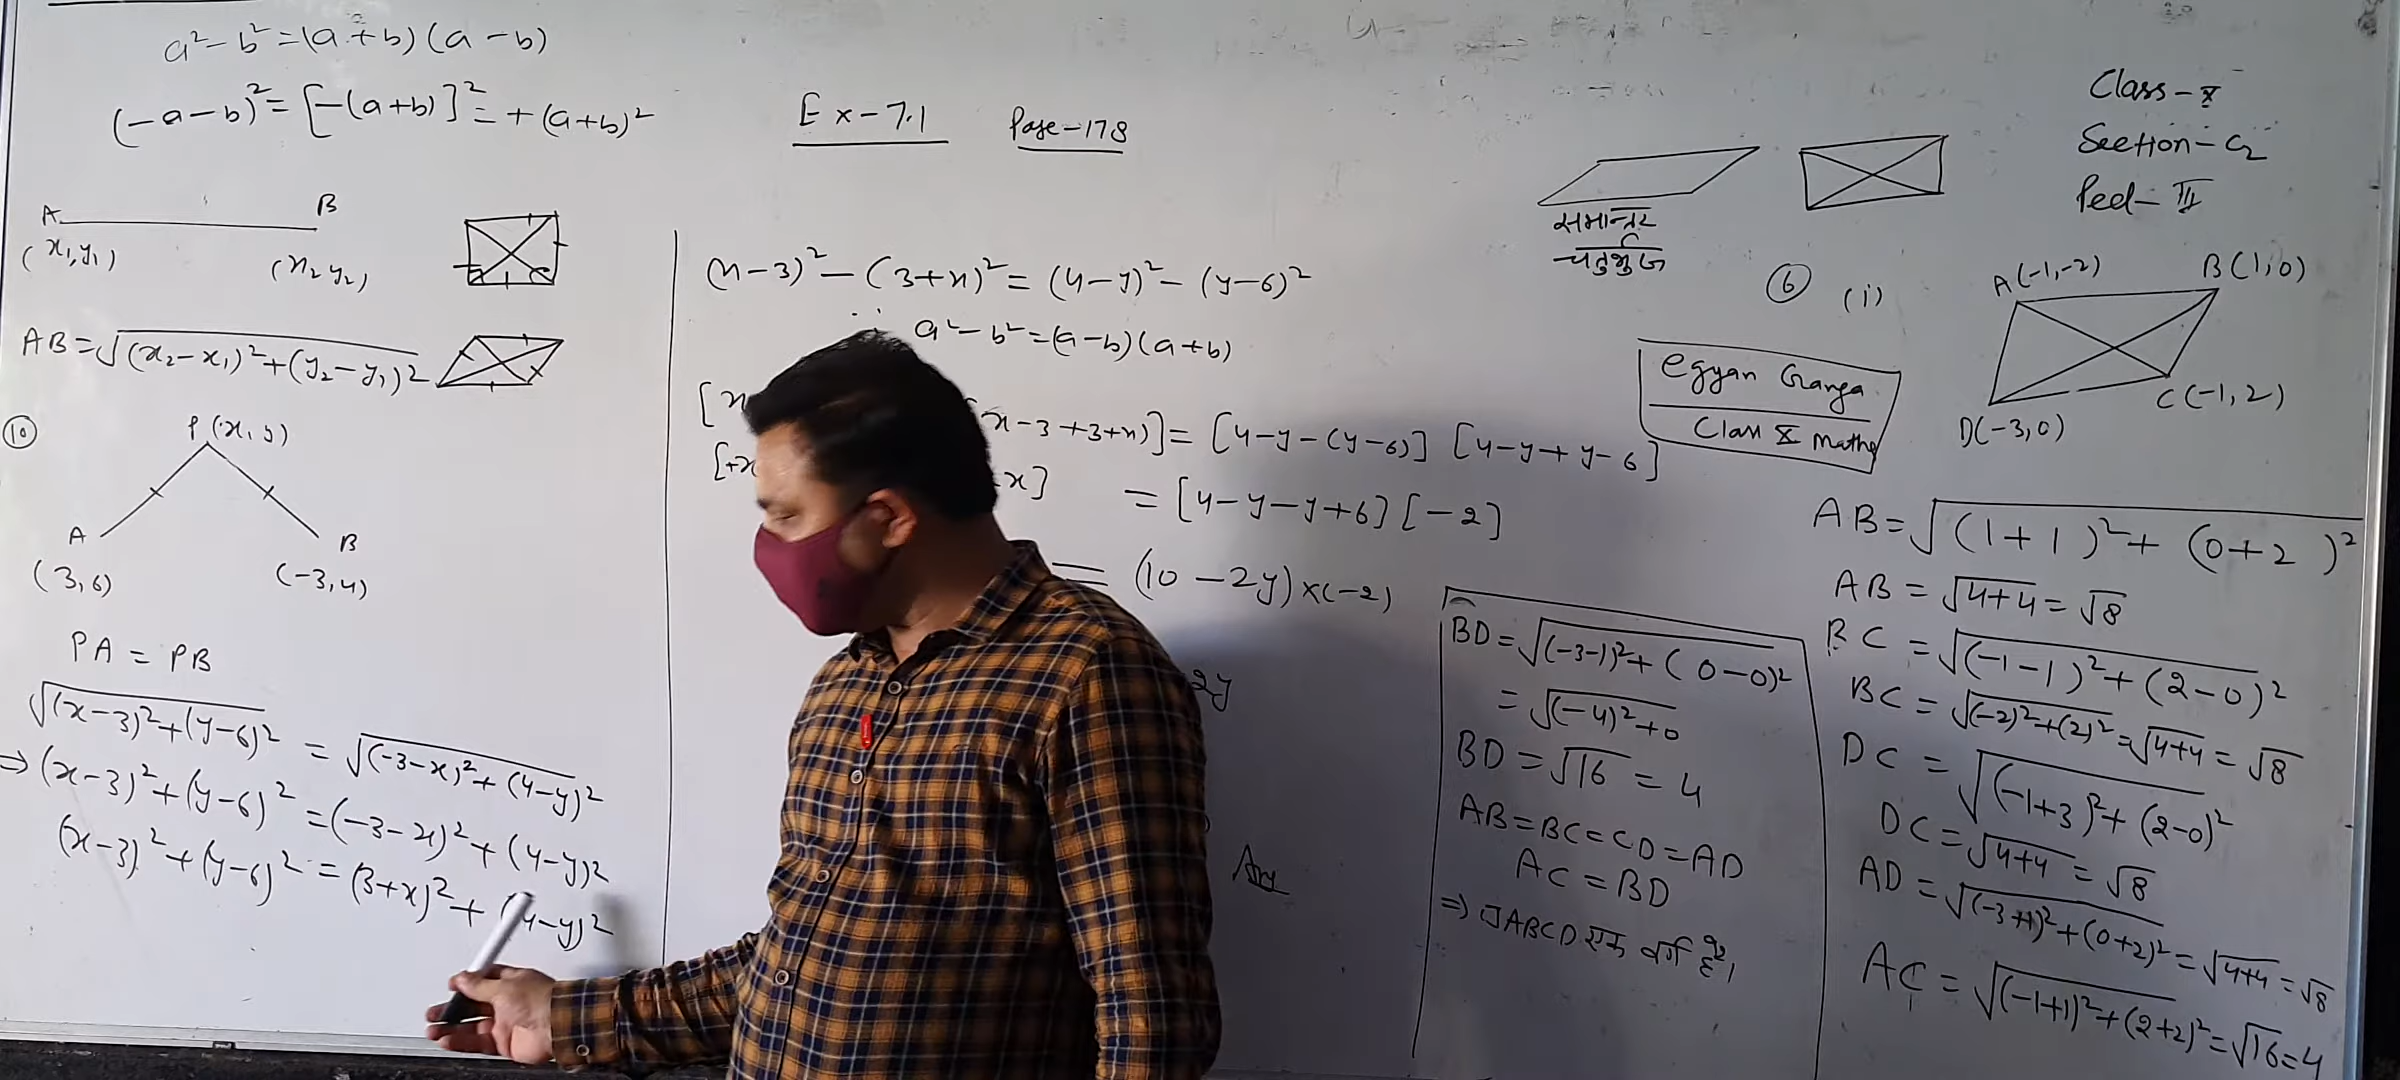 a² - b² = (a + b) (a - b)
(-a - b)² = [-(a+b)]² = + (a+b)²
Ex - 7.1
Page - 178
Class - X
Section - C₂
A B
(x₁, y₁) (x₂ y₂)
AB = √(x₂ - x₁)² + (y₂ - y₁)²
10
P (x, y)
A B
(3, 6) (-3, 4)
PA = PB
√(x-3)² + (y-6)² = √(-3-x)² + (4-y)²
⇒ (x-3)² + (y-6)² = (-3-x)² + (4-y)²
(x-3)² + (y-6)² = (3+x)² + (4-y)²
(x-3)² - (3+x)² = (4-y)² - (y-6)²
a² - b² = (a-b) (a+b)
x-3+3+x)] = [4-y-(y-6)] [4-y+y-6]
x] = [4-y-y+6] [-2]
= (10 - 2y) x(-2)
2y
Ans
समान्तर
चतुर्भुज
6 (i)
A(-1,-2) B(1,0)
D(-3,0) C(-1,2)
egyan Ganga
Class X Maths
BD = √(-3-1)² + (0-0)²
= √(-4)² + 0
BD = √16 = 4
AB = BC = CD = AD
AC = BD
⇒ □ABCD एक वर्ग है।
AB = √(1+1)² + (0+2)²
AB = √4+4 = √8
BC = √(-1-1)² + (2-0)²
BC = √(-2)² + (2)² = √4+4 = √8
DC = √(-1+3)² + (2-0)²
DC = √4+4 = √8
AD = √(-3+1)² + (0+2)² = √4+4 = √8
AC = √(-1+1)² + (2+2)² = √16 = 4